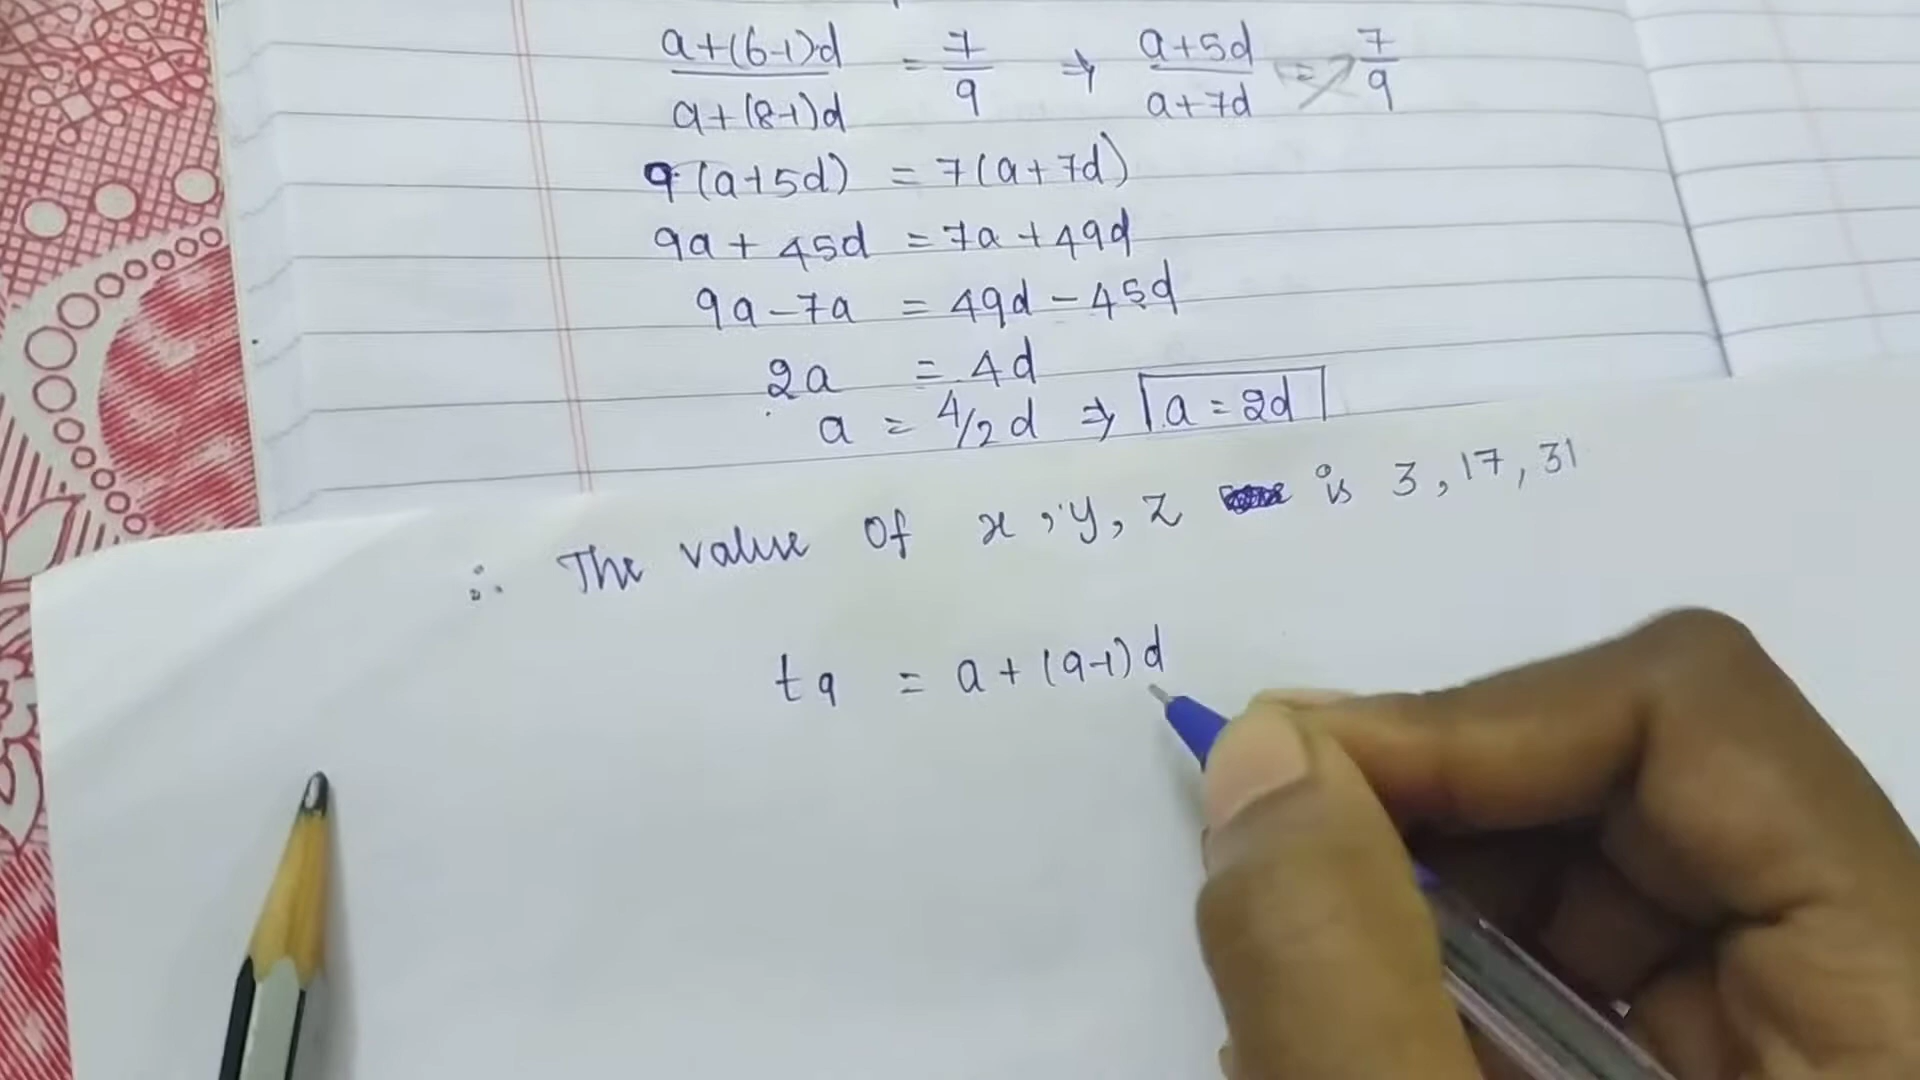 a+(6-1)d / a+(8-1)d = 7/9 ⇒ a+5d / a+7d = 7/9
9(a+5d) = 7(a+7d)
9a + 45d = 7a + 49d
9a - 7a = 49d - 45d
2a = 4d
a = 4/2 d ⇒ a = 2d
∴ The value of x, y, z is 3, 17, 31
t9 = a + (9-1)d